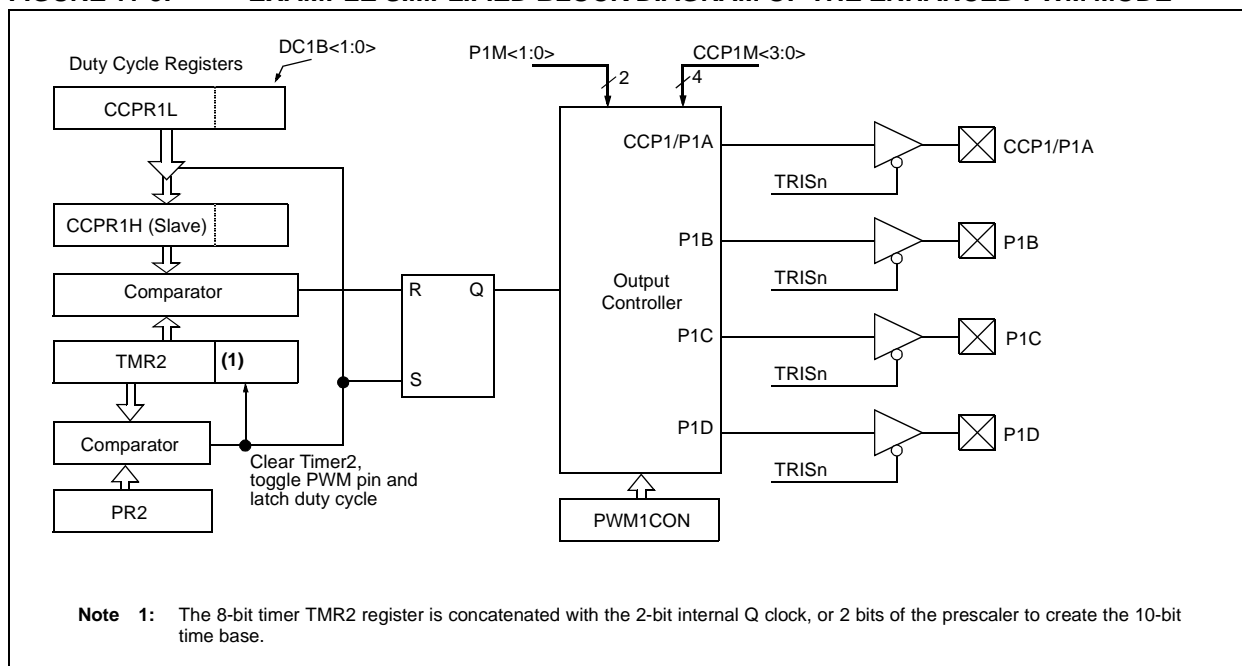 DC1B<1:0>
Duty Cycle Registers
CCPR1L
CCPR1H (Slave)
Comparator
TMR2
(1)
Comparator
PR2
Clear Timer2,
toggle PWM pin and
latch duty cycle
R
Q
S
P1M<1:0>
2
CCP1M<3:0>
4
Output
Controller
CCP1/P1A
P1B
P1C
P1D
PWM1CON
TRISn
CCP1/P1A
TRISn
P1B
TRISn
P1C
TRISn
P1D
Note 1: The 8-bit timer TMR2 register is concatenated with the 2-bit internal Q clock, or 2 bits of the prescaler to create the 10-bit
time base.